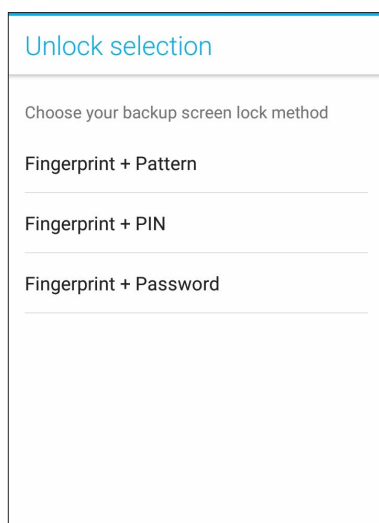 Unlock selection
Choose your backup screen lock method
Fingerprint + Pattern
Fingerprint + PIN
Fingerprint + Password